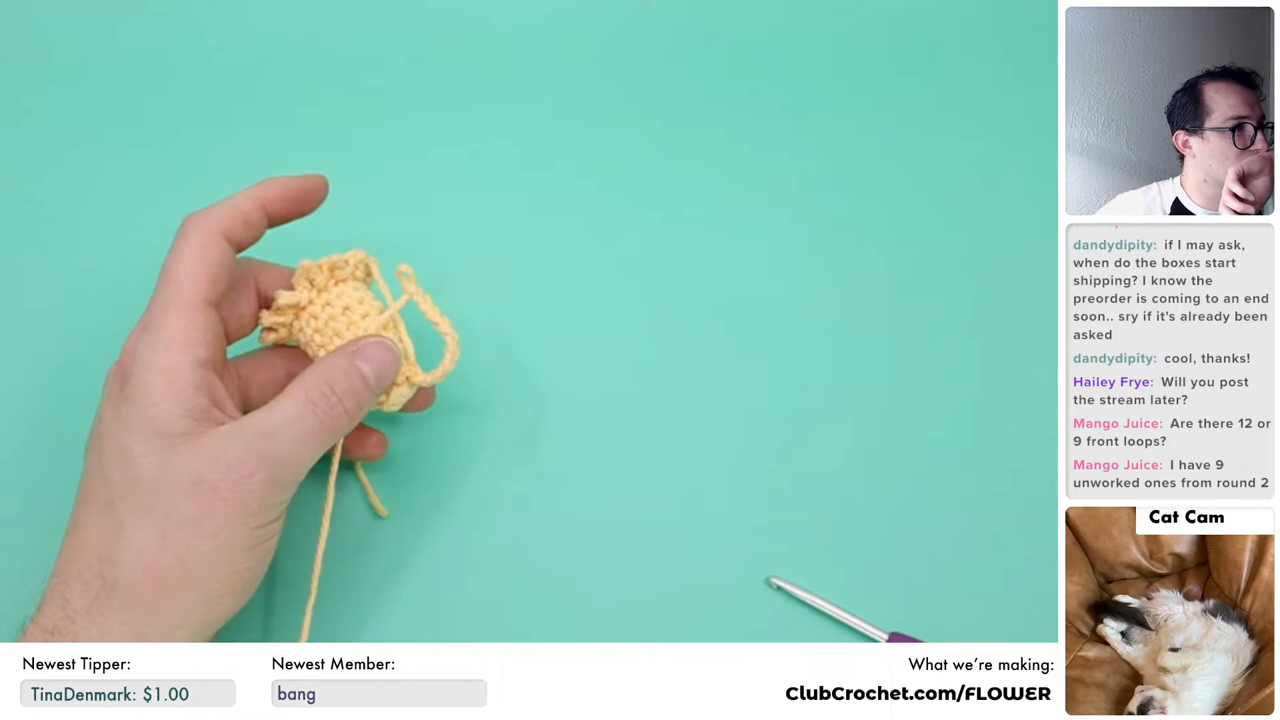 dandydipity: if I may ask,
when do the boxes start
shipping? I know the
preorder is coming to an end
soon.. sry if it's already been
asked
dandydipity: cool, thanks!
Hailey Frye: Will you post
the stream later?
Mango Juice: Are there 12 or
9 front loops?
Mango Juice: I have 9
unworked ones from round 2
Cat Cam
Newest Tipper:
TinaDenmark: $1.00
Newest Member:
bang
What we're making:
ClubCrochet.com/FLOWER